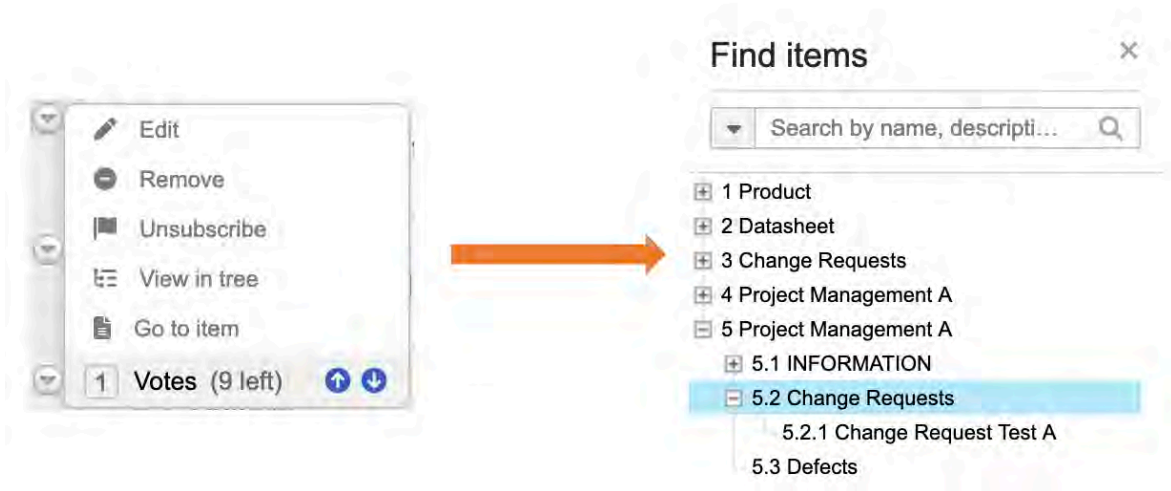 Edit
Remove
Unsubscribe
View in tree
Go to item
1 Votes (9 left)
Find items
Search by name, descripti...
1 Product
2 Datasheet
3 Change Requests
4 Project Management A
5 Project Management A
5.1 INFORMATION
5.2 Change Requests
5.2.1 Change Request Test A
5.3 Defects